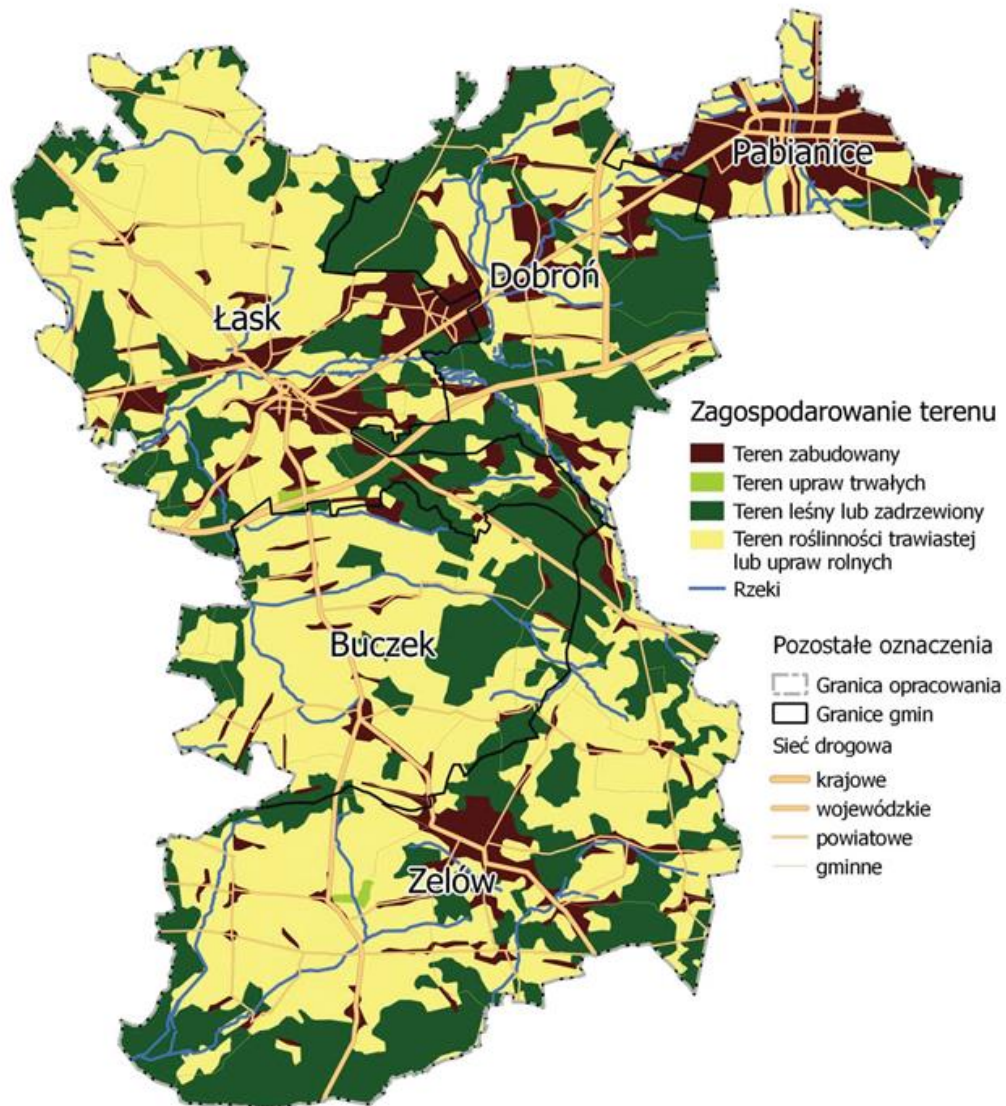 Pabianice
Dobroń
Łask
Buczek
Zelów
Zagospodarowanie terenu
Teren zabudowany
Teren upraw trwałych
Teren leśny lub zadrzewiony
Teren roślinności trawiastej
lub upraw rolnych
Rzeki
Pozostałe oznaczenia
Granica opracowania
Granice gmin
Sieć drogowa
krajowe
wojewódzkie
powiatowe
gminne